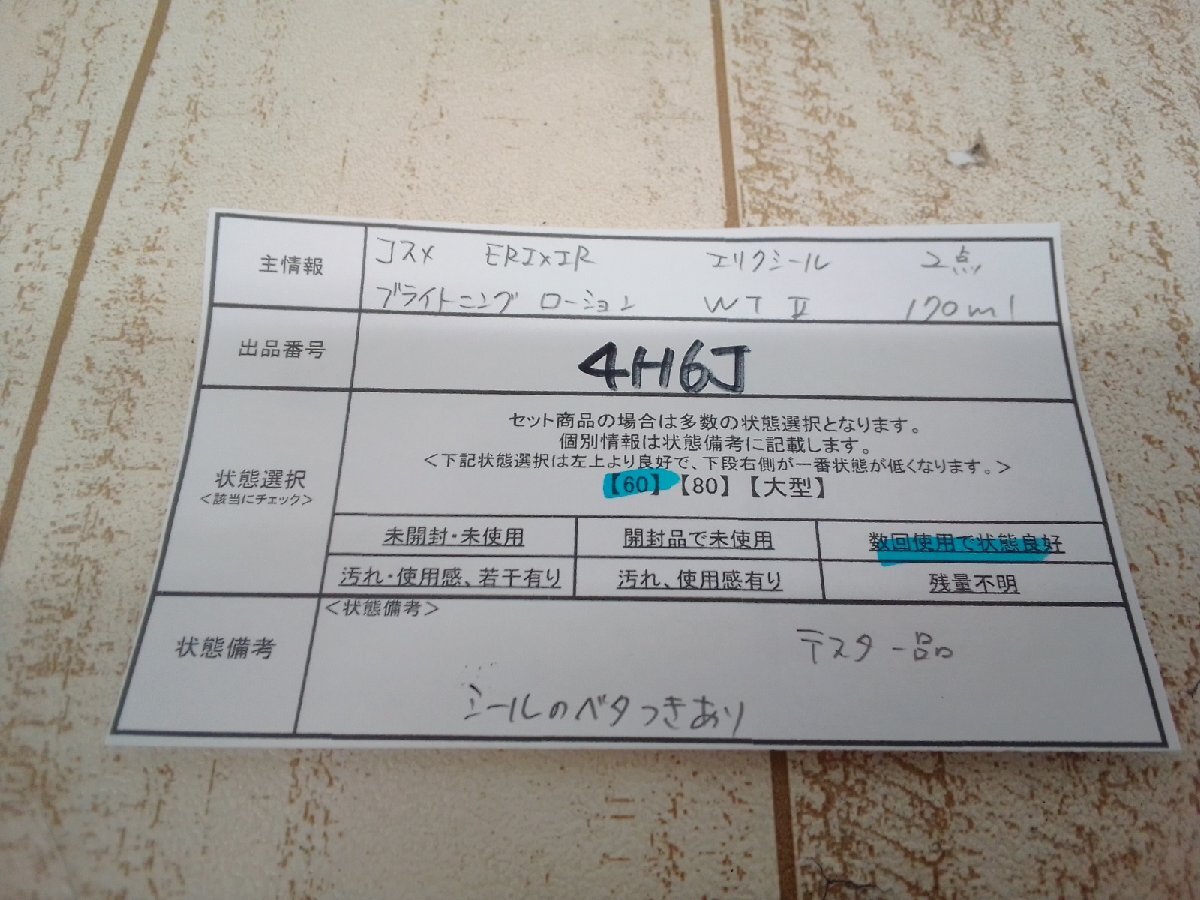 主情報
コスメ ERIXIR エリクシール 2点
ブライトニング ローション WT Ⅱ 170ml
出品番号
4H6J
状態選択
<該当にチェック>
セット商品の場合は多数の状態選択となります。
個別情報は状態備考に記載します。
<下記状態選択は左上より良好で、下段右側が一番状態が低くなります。>
【60】【80】【大型】
未開封・未使用 開封品で未使用 数回使用で状態良好
汚れ・使用感、若干有り 汚れ、使用感有り 残量不明
状態備考
<状態備考>
テスター品
シールのベタつきあり